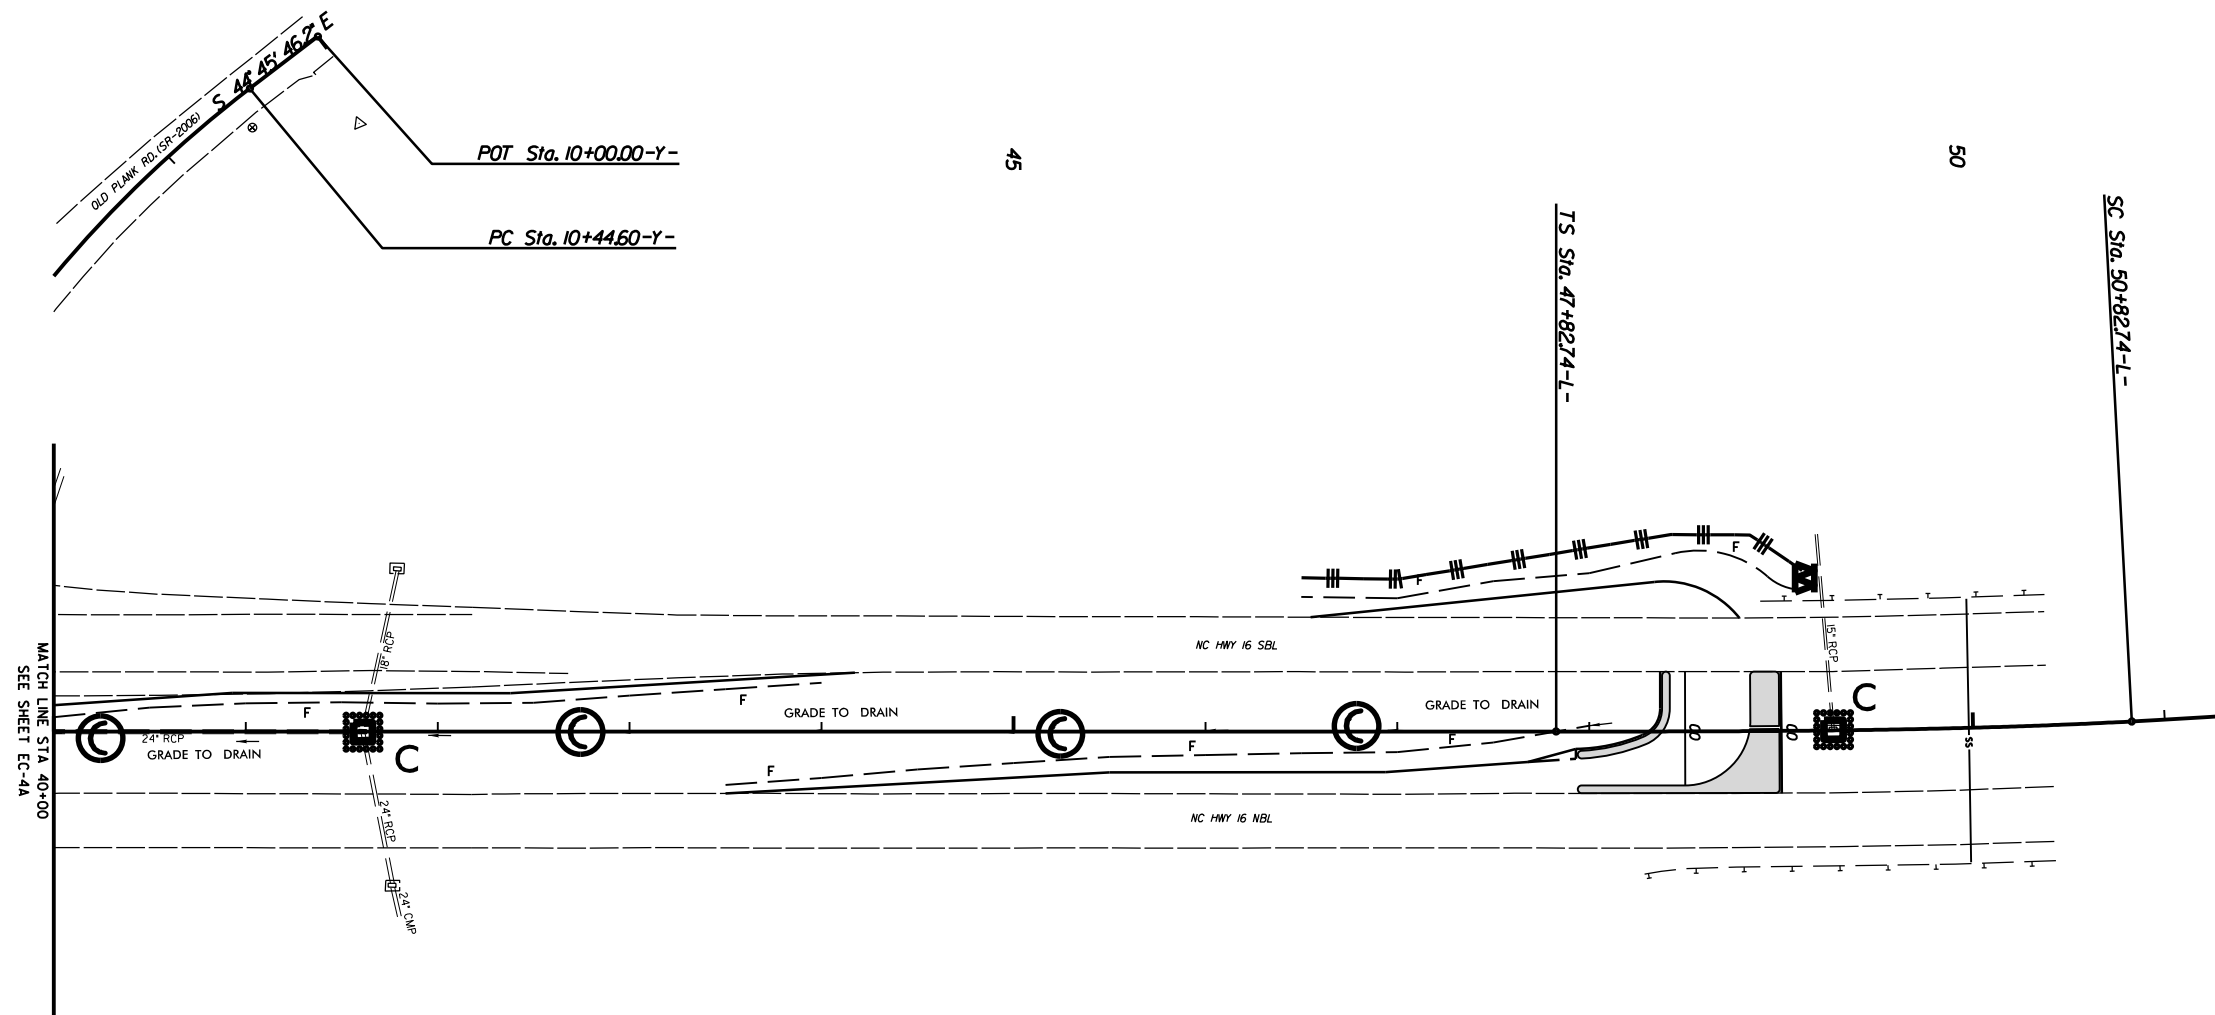 S 44° 45' 46.2" E
OLD PLANK RD. (SR-2006)
POT Sta. 10+00.00-Y-
PC Sta. 10+44.60-Y-
45
50
TS Sta. 47+82.74-L-
SC Sta. 50+82.74-L-
F
F
18" RCP
15" RCP
NC HWY 16 SBL
F
F
GRADE TO DRAIN
GRADE TO DRAIN
C
C
C
C
C
C
24" RCP
GRADE TO DRAIN
F
F
F
SS
MATCH LINE STA 40+00
SEE SHEET EC-4A
24" RCP
NC HWY 16 NBL
24" CMP